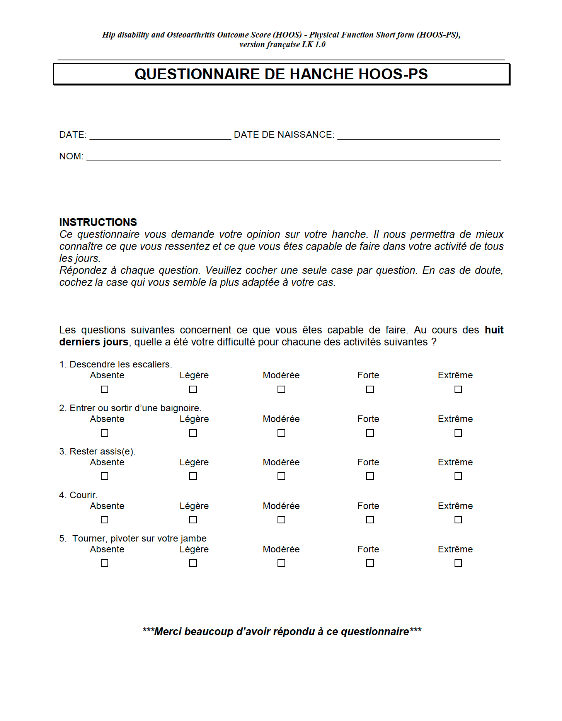 Hip disability and Osteoarthritis Outcome Score (HOOS) - Physical Function Short form (HOOS-PS),
version française LK 1.0
QUESTIONNAIRE DE HANCHE HOOS-PS
DATE: ____________________________ DATE DE NAISSANCE: ________________________________
NOM: ____________________________________________________________________
INSTRUCTIONS
Ce questionnaire vous demande votre opinion sur votre hanche. Il nous permettra de mieux
connaître ce que vous ressentez et ce que vous êtes capable de faire dans votre activité de tous
les jours.
Répondez à chaque question. Veuillez cocher une seule case par question. En cas de doute,
cochez la case qui vous semble la plus adaptée à votre cas.
Les questions suivantes concernent ce que vous êtes capable de faire. Au cours des huit
derniers jours, quelle a été votre difficulté pour chacune des activités suivantes ?
1. Descendre les escaliers.
Absente Légère Modérée Forte Extrême
☐ ☐ ☐ ☐ ☐
2. Entrer ou sortir d'une baignoire.
Absente Légère Modérée Forte Extrême
☐ ☐ ☐ ☐ ☐
3. Rester assis(e).
Absente Légère Modérée Forte Extrême
☐ ☐ ☐ ☐ ☐
4. Courir.
Absente Légère Modérée Forte Extrême
☐ ☐ ☐ ☐ ☐
5. Tourner, pivoter sur votre jambe
Absente Légère Modérée Forte Extrême
☐ ☐ ☐ ☐ ☐
***Merci beaucoup d'avoir répondu à ce questionnaire***